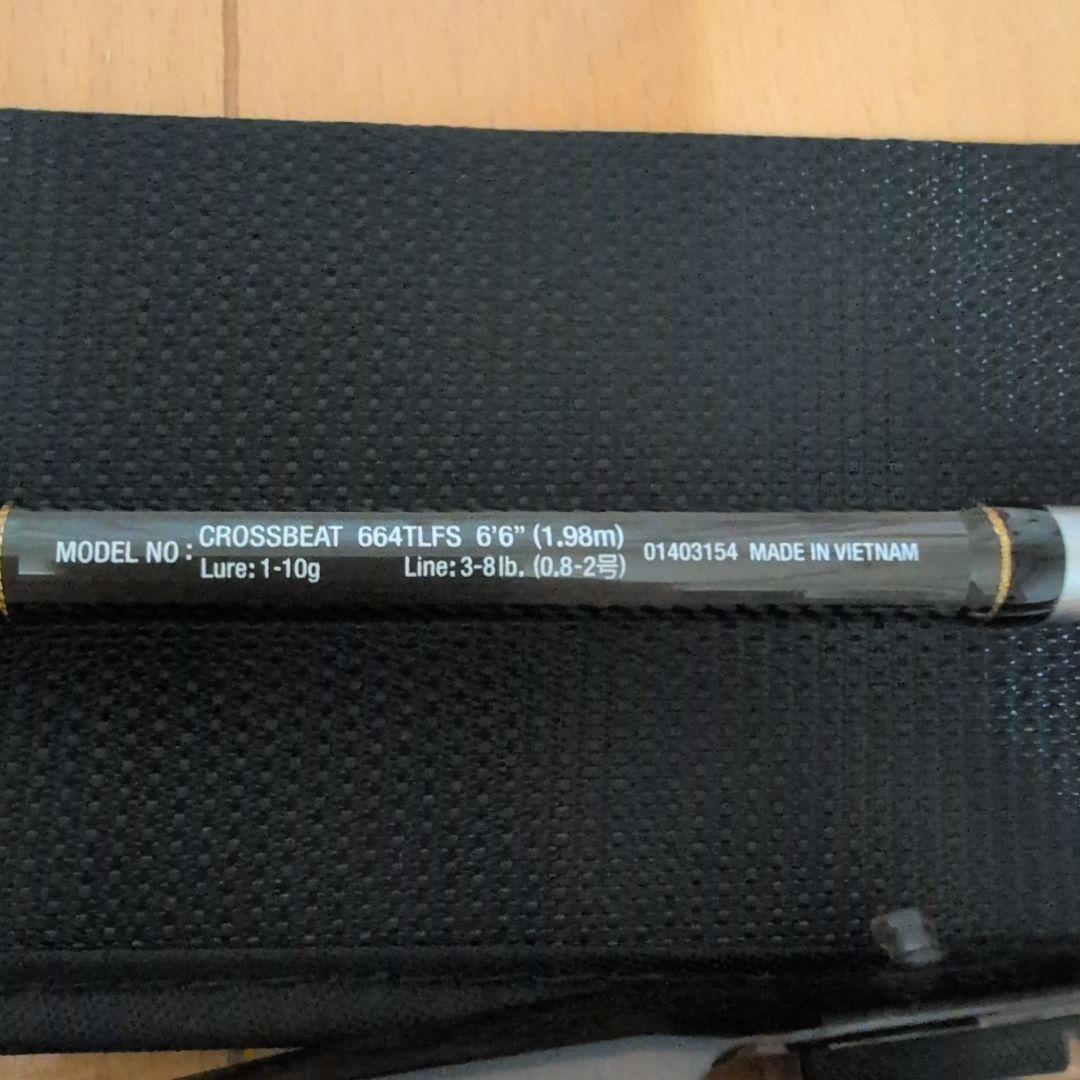 MODEL NO : CROSSBEAT 664TLFS 6'6" (1.98m)
Lure: 1-10g Line: 3-8lb. (0.8-2号)
01403154 MADE IN VIETNAM